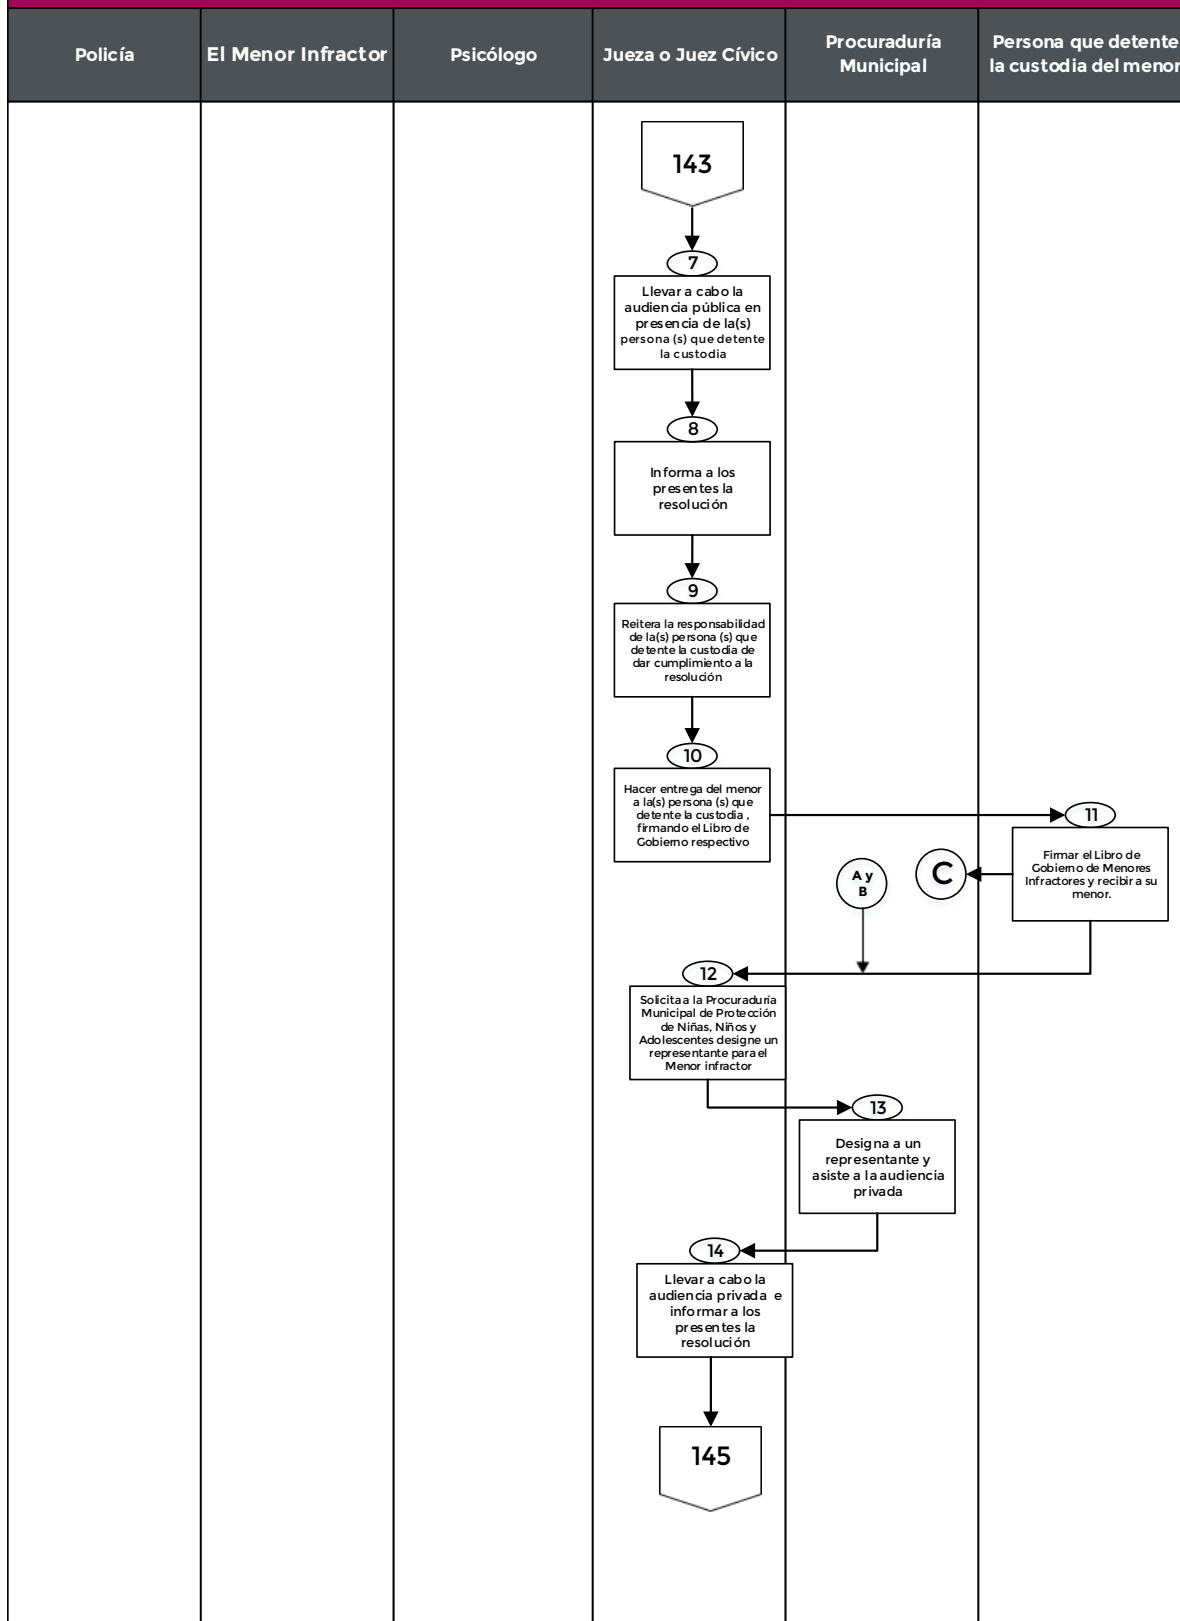 Policía
El Menor Infractor
Psicólogo
Jueza o Juez Cívico
Procuraduría
Municipal
Persona que detente
la custodia del menor
143
7
Llevar a cabo la
audiencia pública en
presencia de la(s)
persona (s) que detente
la custodia
8
Informa a los
presentes la
resolución
9
Reitera la responsabilidad
de la(s) persona (s) que
detente la custodia de
dar cumplimiento a la
resolución
10
Hacer entrega del menor
a la(s) persona (s) que
detente la custodia ,
firmando el Libro de
Gobierno respectivo
11
Firmar el Libro de
Gobierno de Menores
Infractores y recibir a su
menor.
A y
B
C
12
Solicita a la Procuraduría
Municipal de Protección
de Niñas, Niños y
Adolescentes designe un
representante para el
Menor infractor
13
Designa a un
representante y
asiste a la audiencia
privada
14
Llevar a cabo la
audiencia privada e
informar a los
presentes la
resolución
145